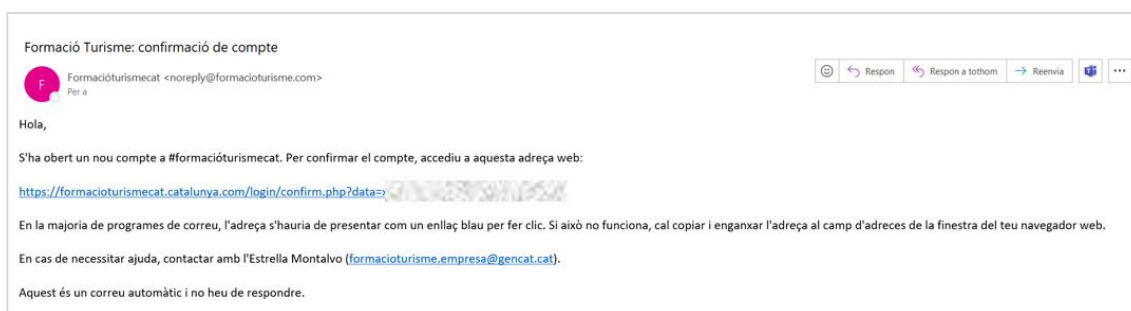 Formació Turisme: confirmació de compte
F
Formacióturismecat <noreply@formacioturisme.com>
Per a
Respon
Respon a tothom
Reenvia
Hola,
S'ha obert un nou compte a #formacióturismecat. Per confirmar el compte, accediu a aquesta adreça web:
https://formacioturismecat.catalunya.com/login/confirm.php?data=
En la majoria de programes de correu, l'adreça s'hauria de presentar com un enllaç blau per fer clic. Si això no funciona, cal copiar i enganxar l'adreça al camp d'adreces de la finestra del teu navegador web.
En cas de necessitar ajuda, contactar amb l'Estrella Montalvo (formacioturisme.empresa@gencat.cat).
Aquest és un correu automàtic i no heu de respondre.